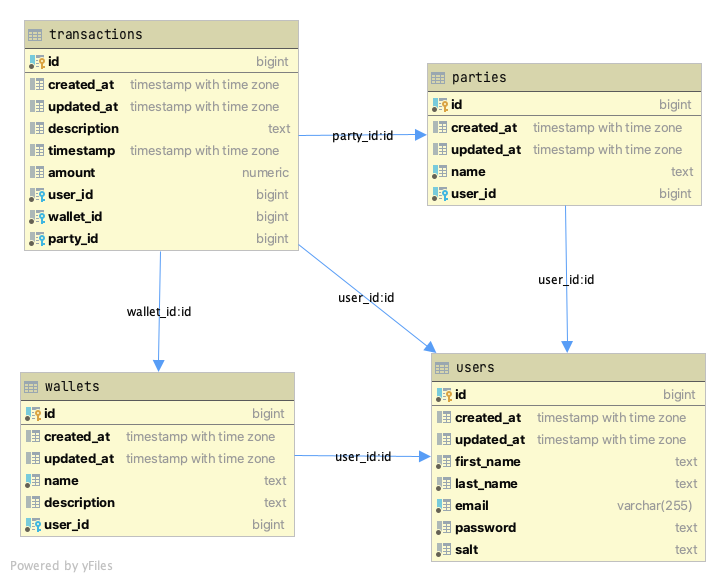 transactions
id bigint
created_at timestamp with time zone
updated_at timestamp with time zone
description text
timestamp timestamp with time zone
amount numeric
user_id bigint
wallet_id bigint
party_id bigint
parties
id bigint
created_at timestamp with time zone
updated_at timestamp with time zone
name text
user_id bigint
party_id:id
wallet_id:id
user_id:id
user_id:id
wallets
id bigint
created_at timestamp with time zone
updated_at timestamp with time zone
name text
description text
user_id bigint
user_id:id
users
id bigint
created_at timestamp with time zone
updated_at timestamp with time zone
first_name text
last_name text
email varchar(255)
password text
salt text
Powered by yFiles